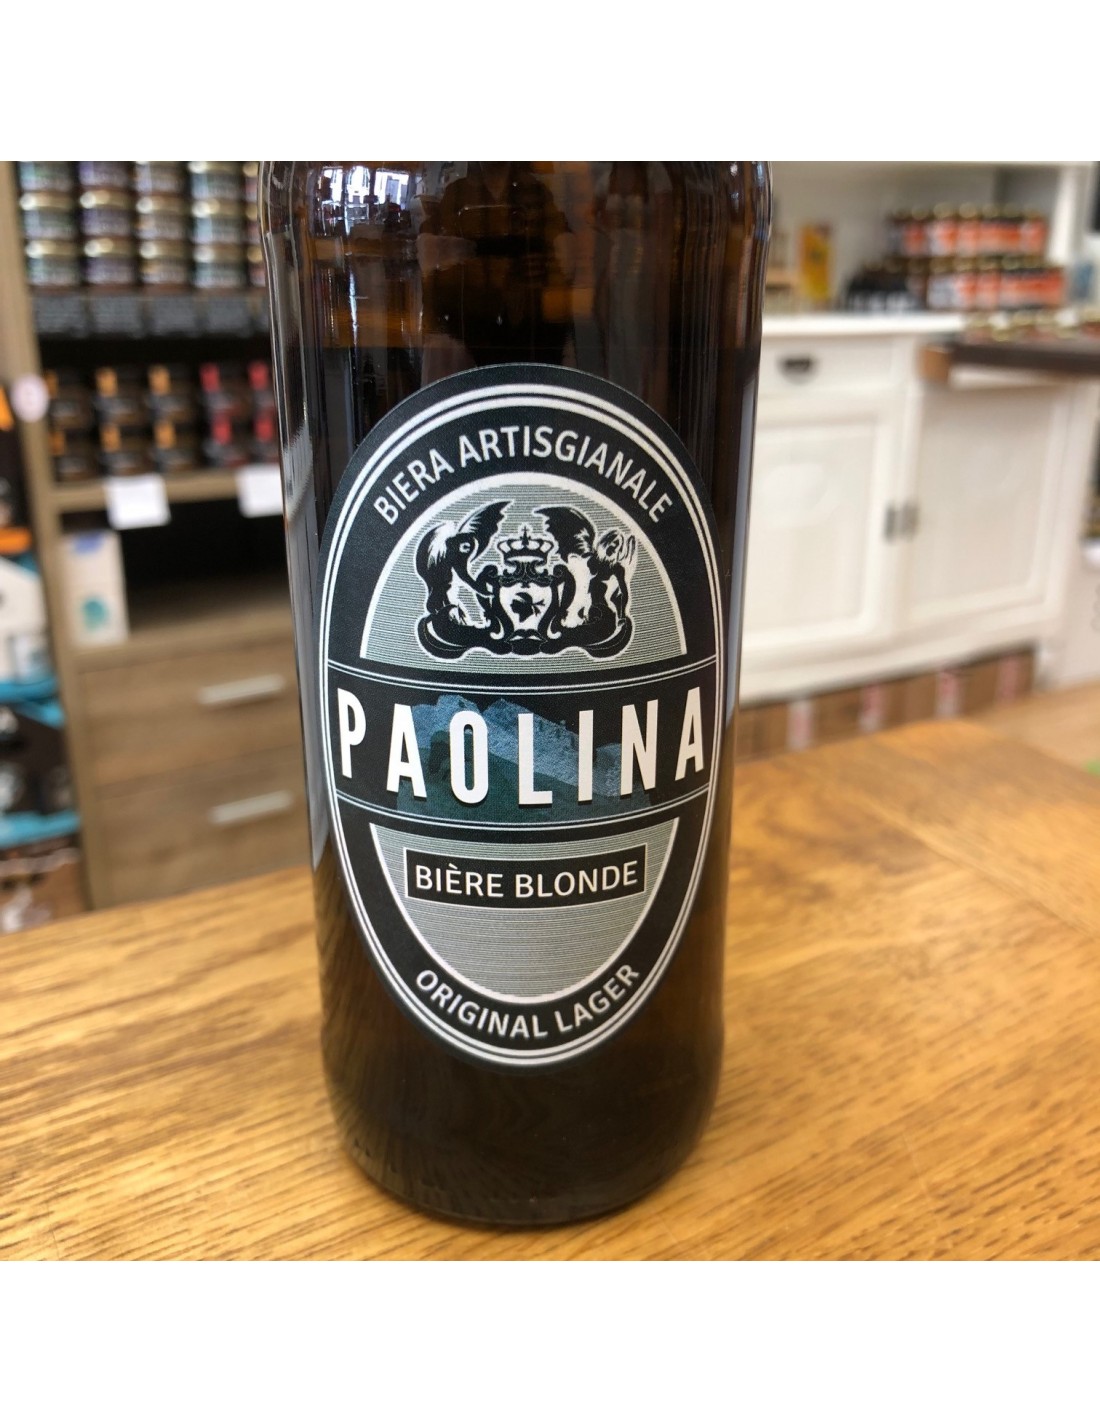 BIERA ARTISGIANALE
PAOLINA
BIÈRE BLONDE
ORIGINAL LAGER